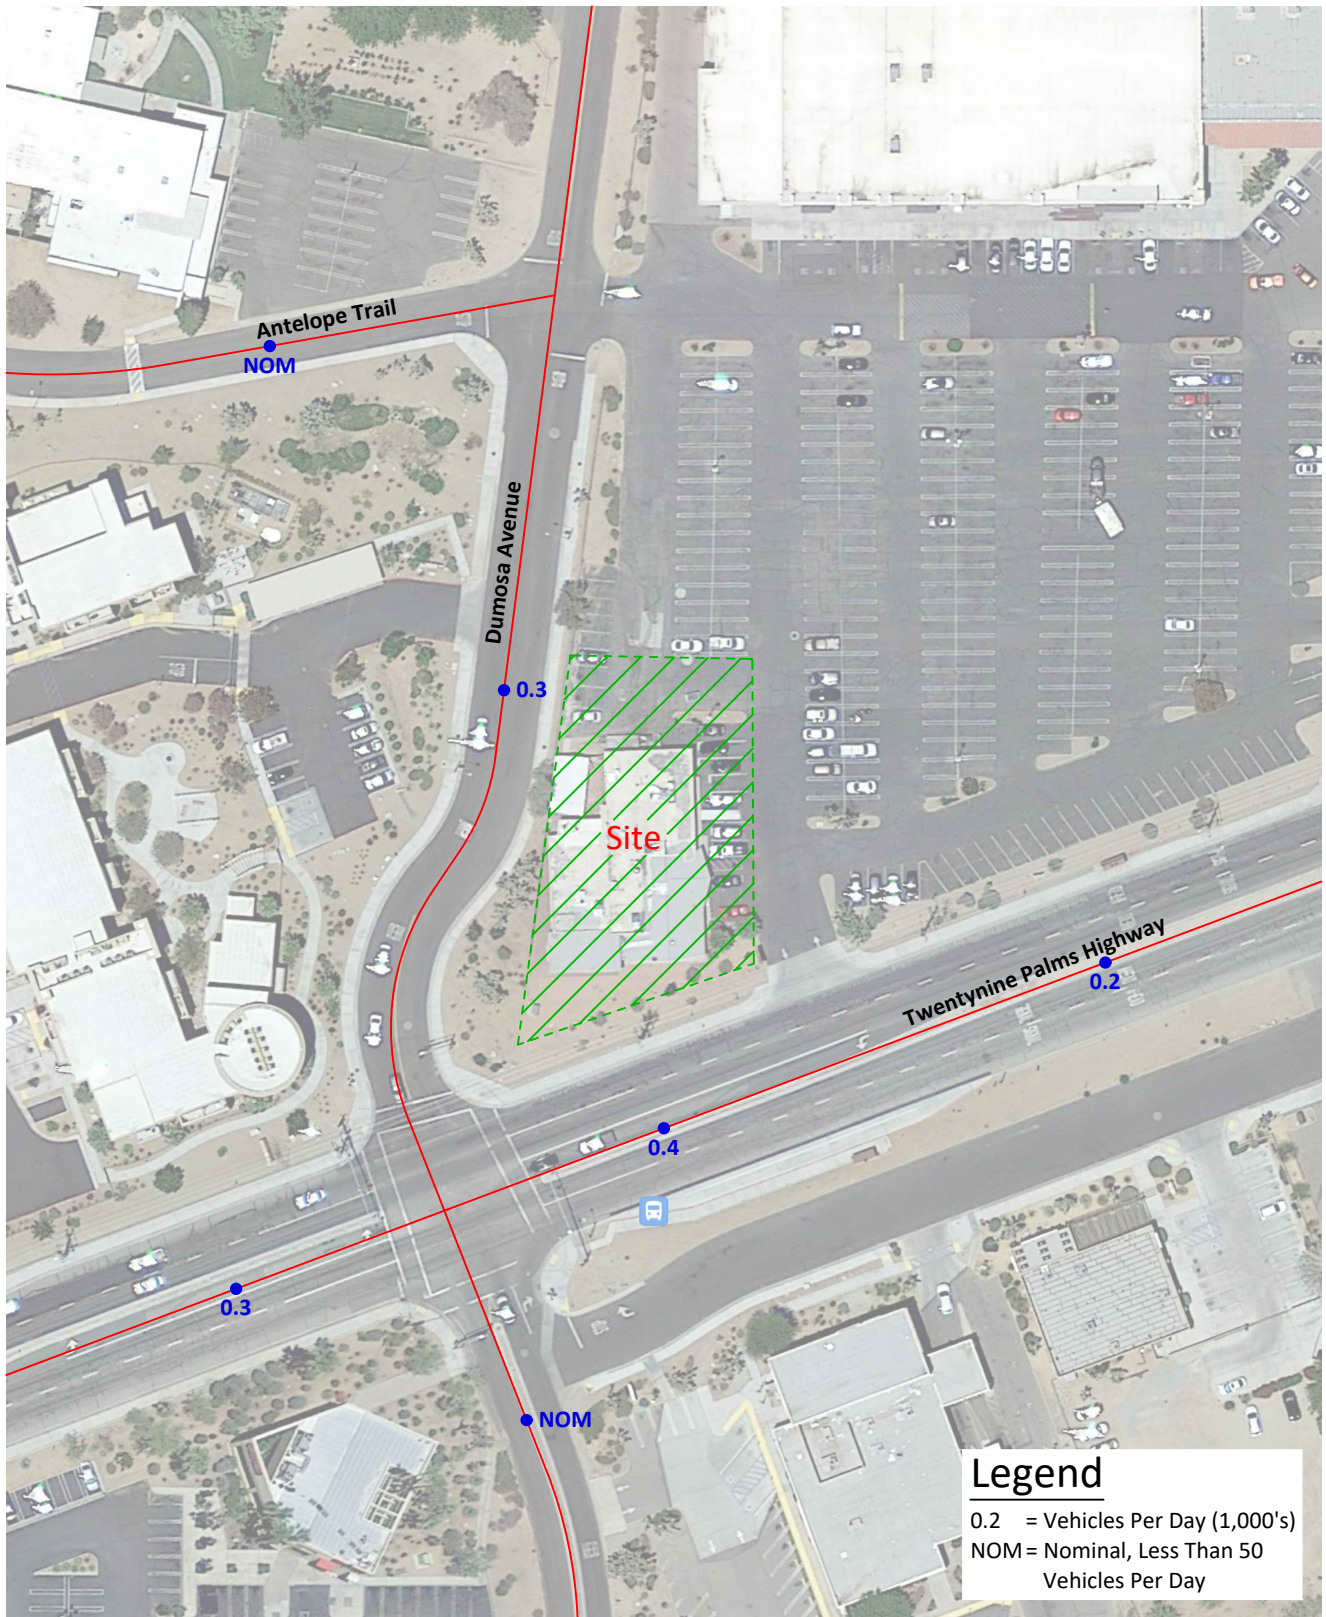 Antelope Trail
NOM
Dumosa Avenue
0.3
Site
Twentynine Palms Highway
0.2
0.4
0.3
NOM
Legend
0.2 = Vehicles Per Day (1,000's)
NOM = Nominal, Less Than 50
Vehicles Per Day